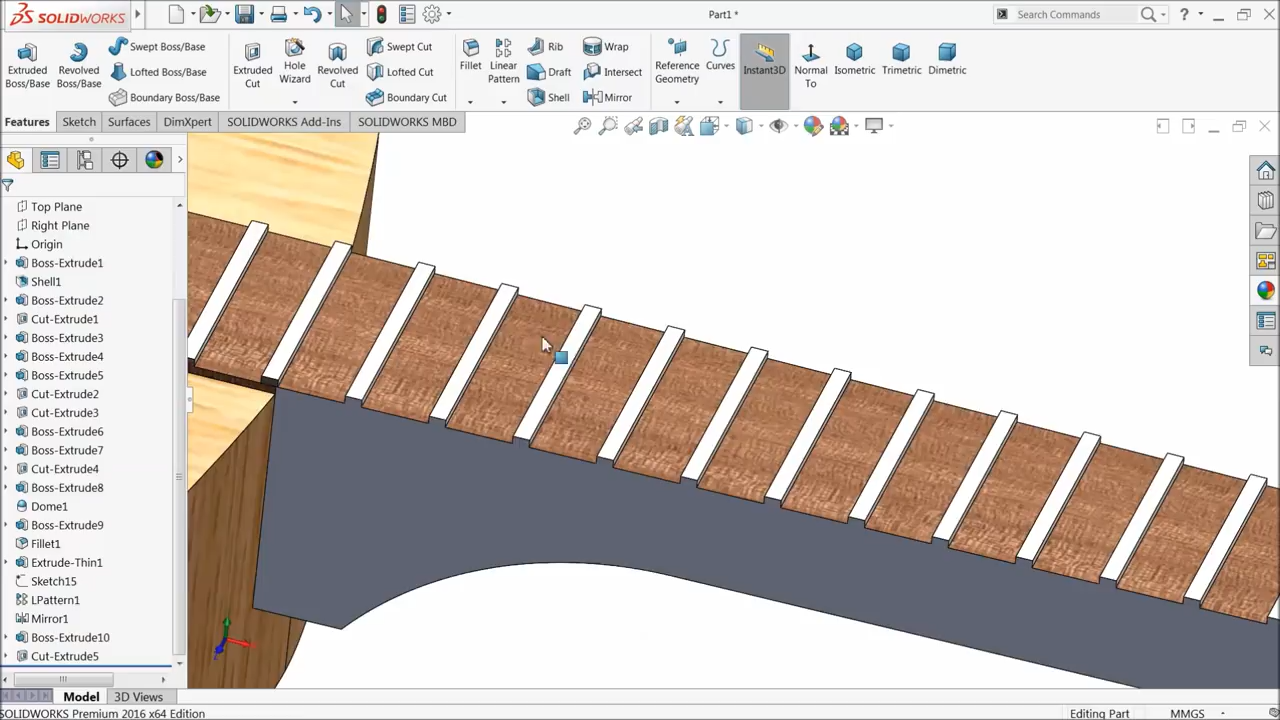 SOLIDWORKS
Part1 *
Search Commands
?
Extruded
Boss/Base
Revolved
Boss/Base
Swept Boss/Base
Lofted Boss/Base
Boundary Boss/Base
Extruded
Cut
Hole
Wizard
Revolved
Cut
Swept Cut
Lofted Cut
Boundary Cut
Fillet
Linear
Pattern
Rib
Draft
Shell
Wrap
Intersect
Mirror
Reference
Geometry
Curves
Instant3D
Normal
To
Isometric
Trimetric
Dimetric
Features
Sketch
Surfaces
DimXpert
SOLIDWORKS Add-Ins
SOLIDWORKS MBD
Top Plane
Right Plane
Origin
Boss-Extrude1
Shell1
Boss-Extrude2
Cut-Extrude1
Boss-Extrude3
Boss-Extrude4
Boss-Extrude5
Cut-Extrude2
Cut-Extrude3
Boss-Extrude6
Boss-Extrude7
Cut-Extrude4
Boss-Extrude8
Dome1
Boss-Extrude9
Fillet1
Extrude-Thin1
Sketch15
LPattern1
Mirror1
Boss-Extrude10
Cut-Extrude5
Model
3D Views
SOLIDWORKS Premium 2016 x64 Edition
Editing Part
MMGS